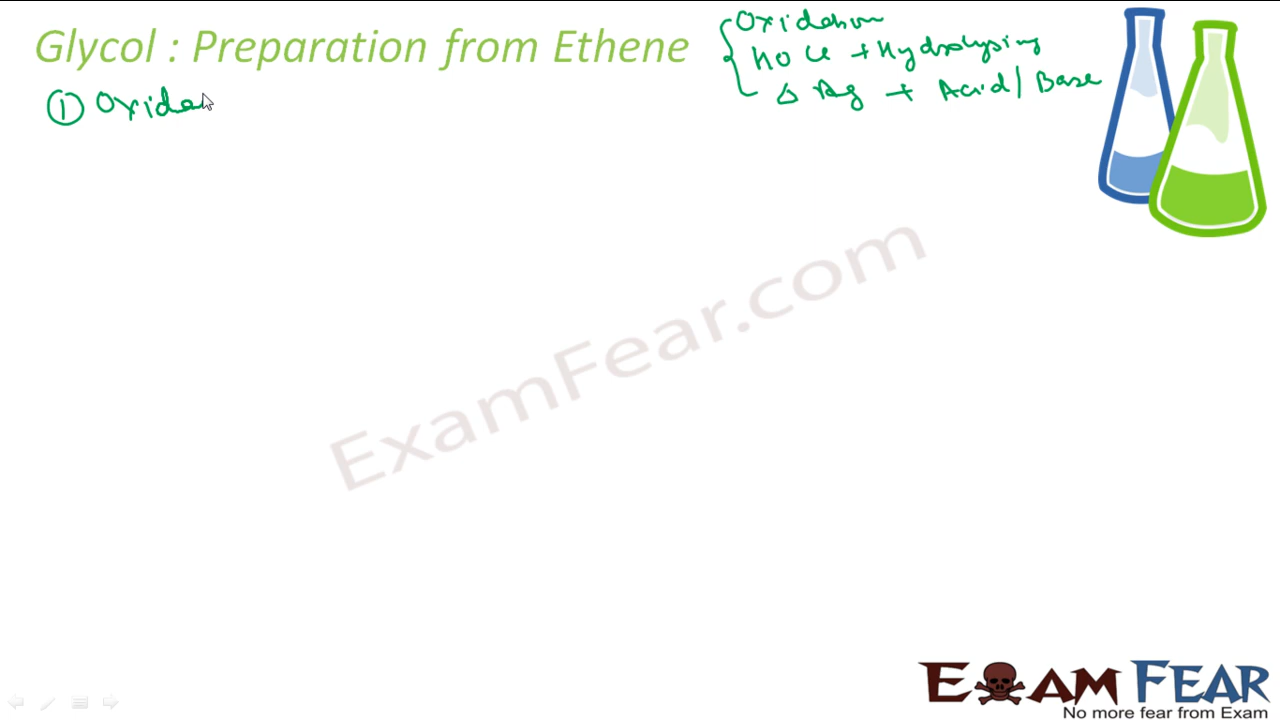 Glycol : Preparation from Ethene
Oxidation
HOCl + Hydrolysing
Δ Ag + Acid/Base
① Oxida
ExamFear.com
EXAM FEAR
No more fear from Exam